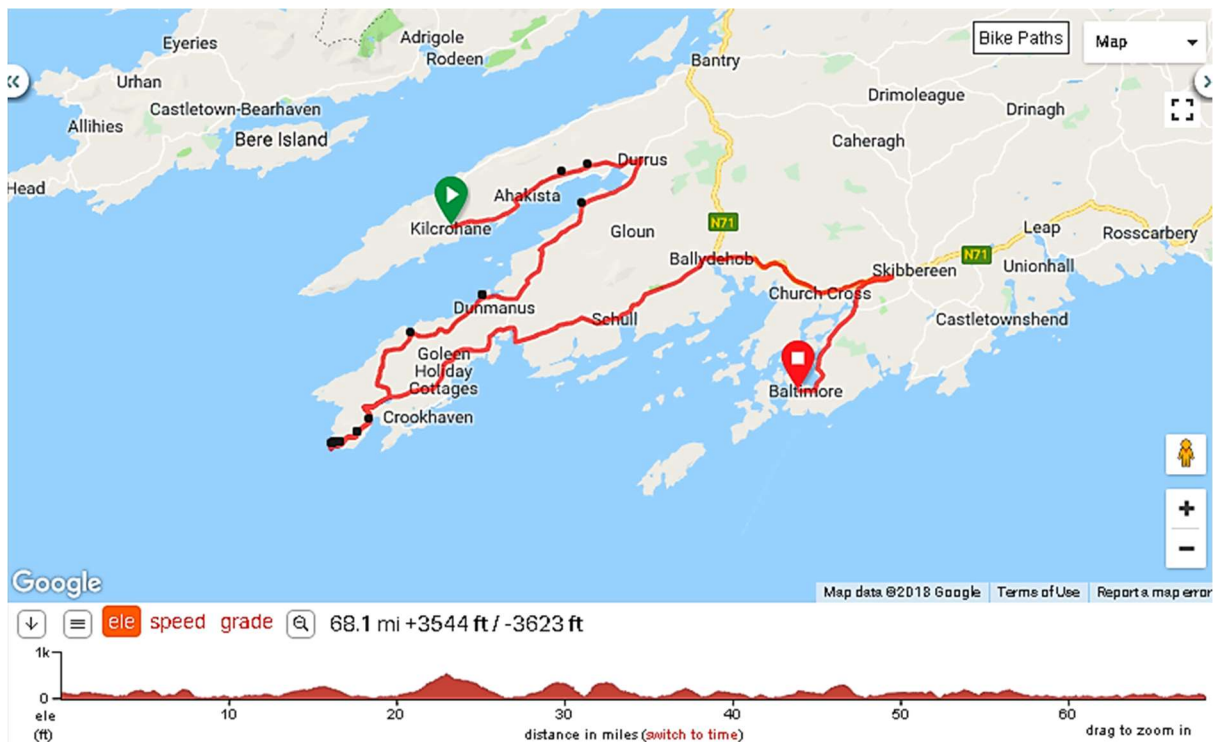 Bike Paths
Map
Eyeries
Adrigole
Rodeen
Bantry
Urhan
Castletown-Bearhaven
Drimoleague
Drinagh
Allihies
Bere Island
Caheragh
Durrus
Head
Ahakista
Kilcrohane
Gloun
N71
Leap
Rosscarbery
Ballydehob
Skibbereen
N71
Unionhall
Church Cross
Dunmanus
Schull
Castletownshend
Goleen
Holiday
Cottages
Baltimore
Crookhaven
Google
Map data ©2018 Google
Terms of Use
Report a map error
ele speed grade 68.1 mi +3544 ft / -3623 ft
1k
0
ele
(ft)
10 20 30 40 50 60
distance in miles (switch to time)
drag to zoom in